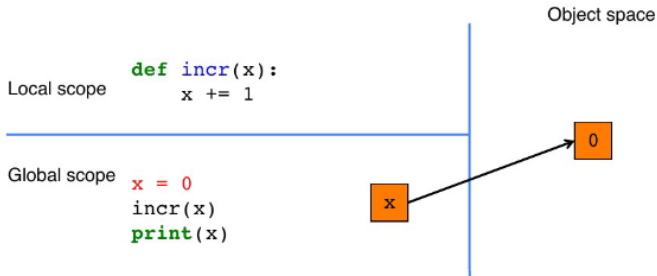 Object space
Local scope
def incr(x):
    x += 1
Global scope
x = 0
incr(x)
print(x)
x
0